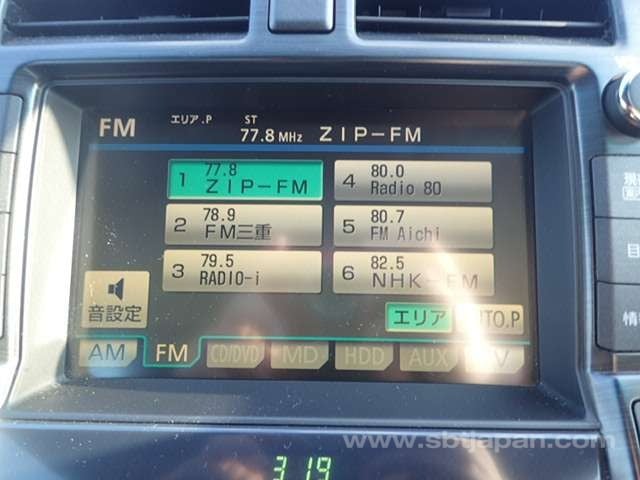 FM エリア.P ST
77.8 MHz ZIP-FM
1 77.8 ZIP-FM
4 80.0 Radio 80
2 78.9 FM三重
5 80.7 FM Aichi
3 79.5 RADIO-i
6 82.5 NHK-FM
音設定
エリア
AM FM CD/DVD MD HDD AUX
目
情
www.sbtjapan.com
3:19